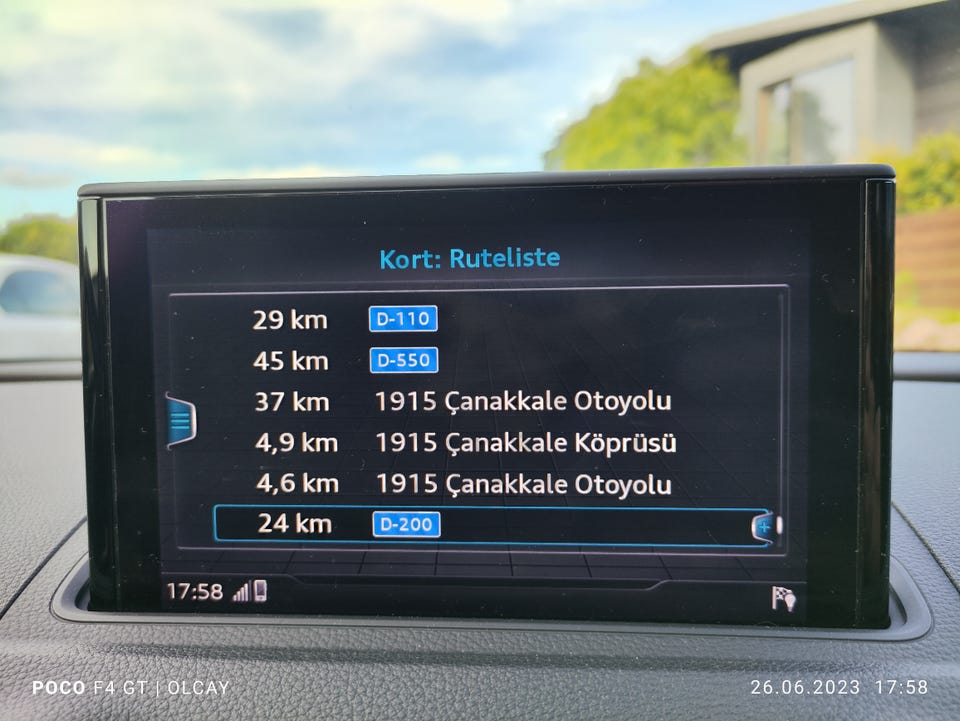 Kort: Ruteliste
29 km D-110
45 km D-550
37 km 1915 Çanakkale Otoyolu
4,9 km 1915 Çanakkale Köprüsü
4,6 km 1915 Çanakkale Otoyolu
24 km D-200
17:58
POCO F4 GT | OLCAY
26.06.2023 17:58